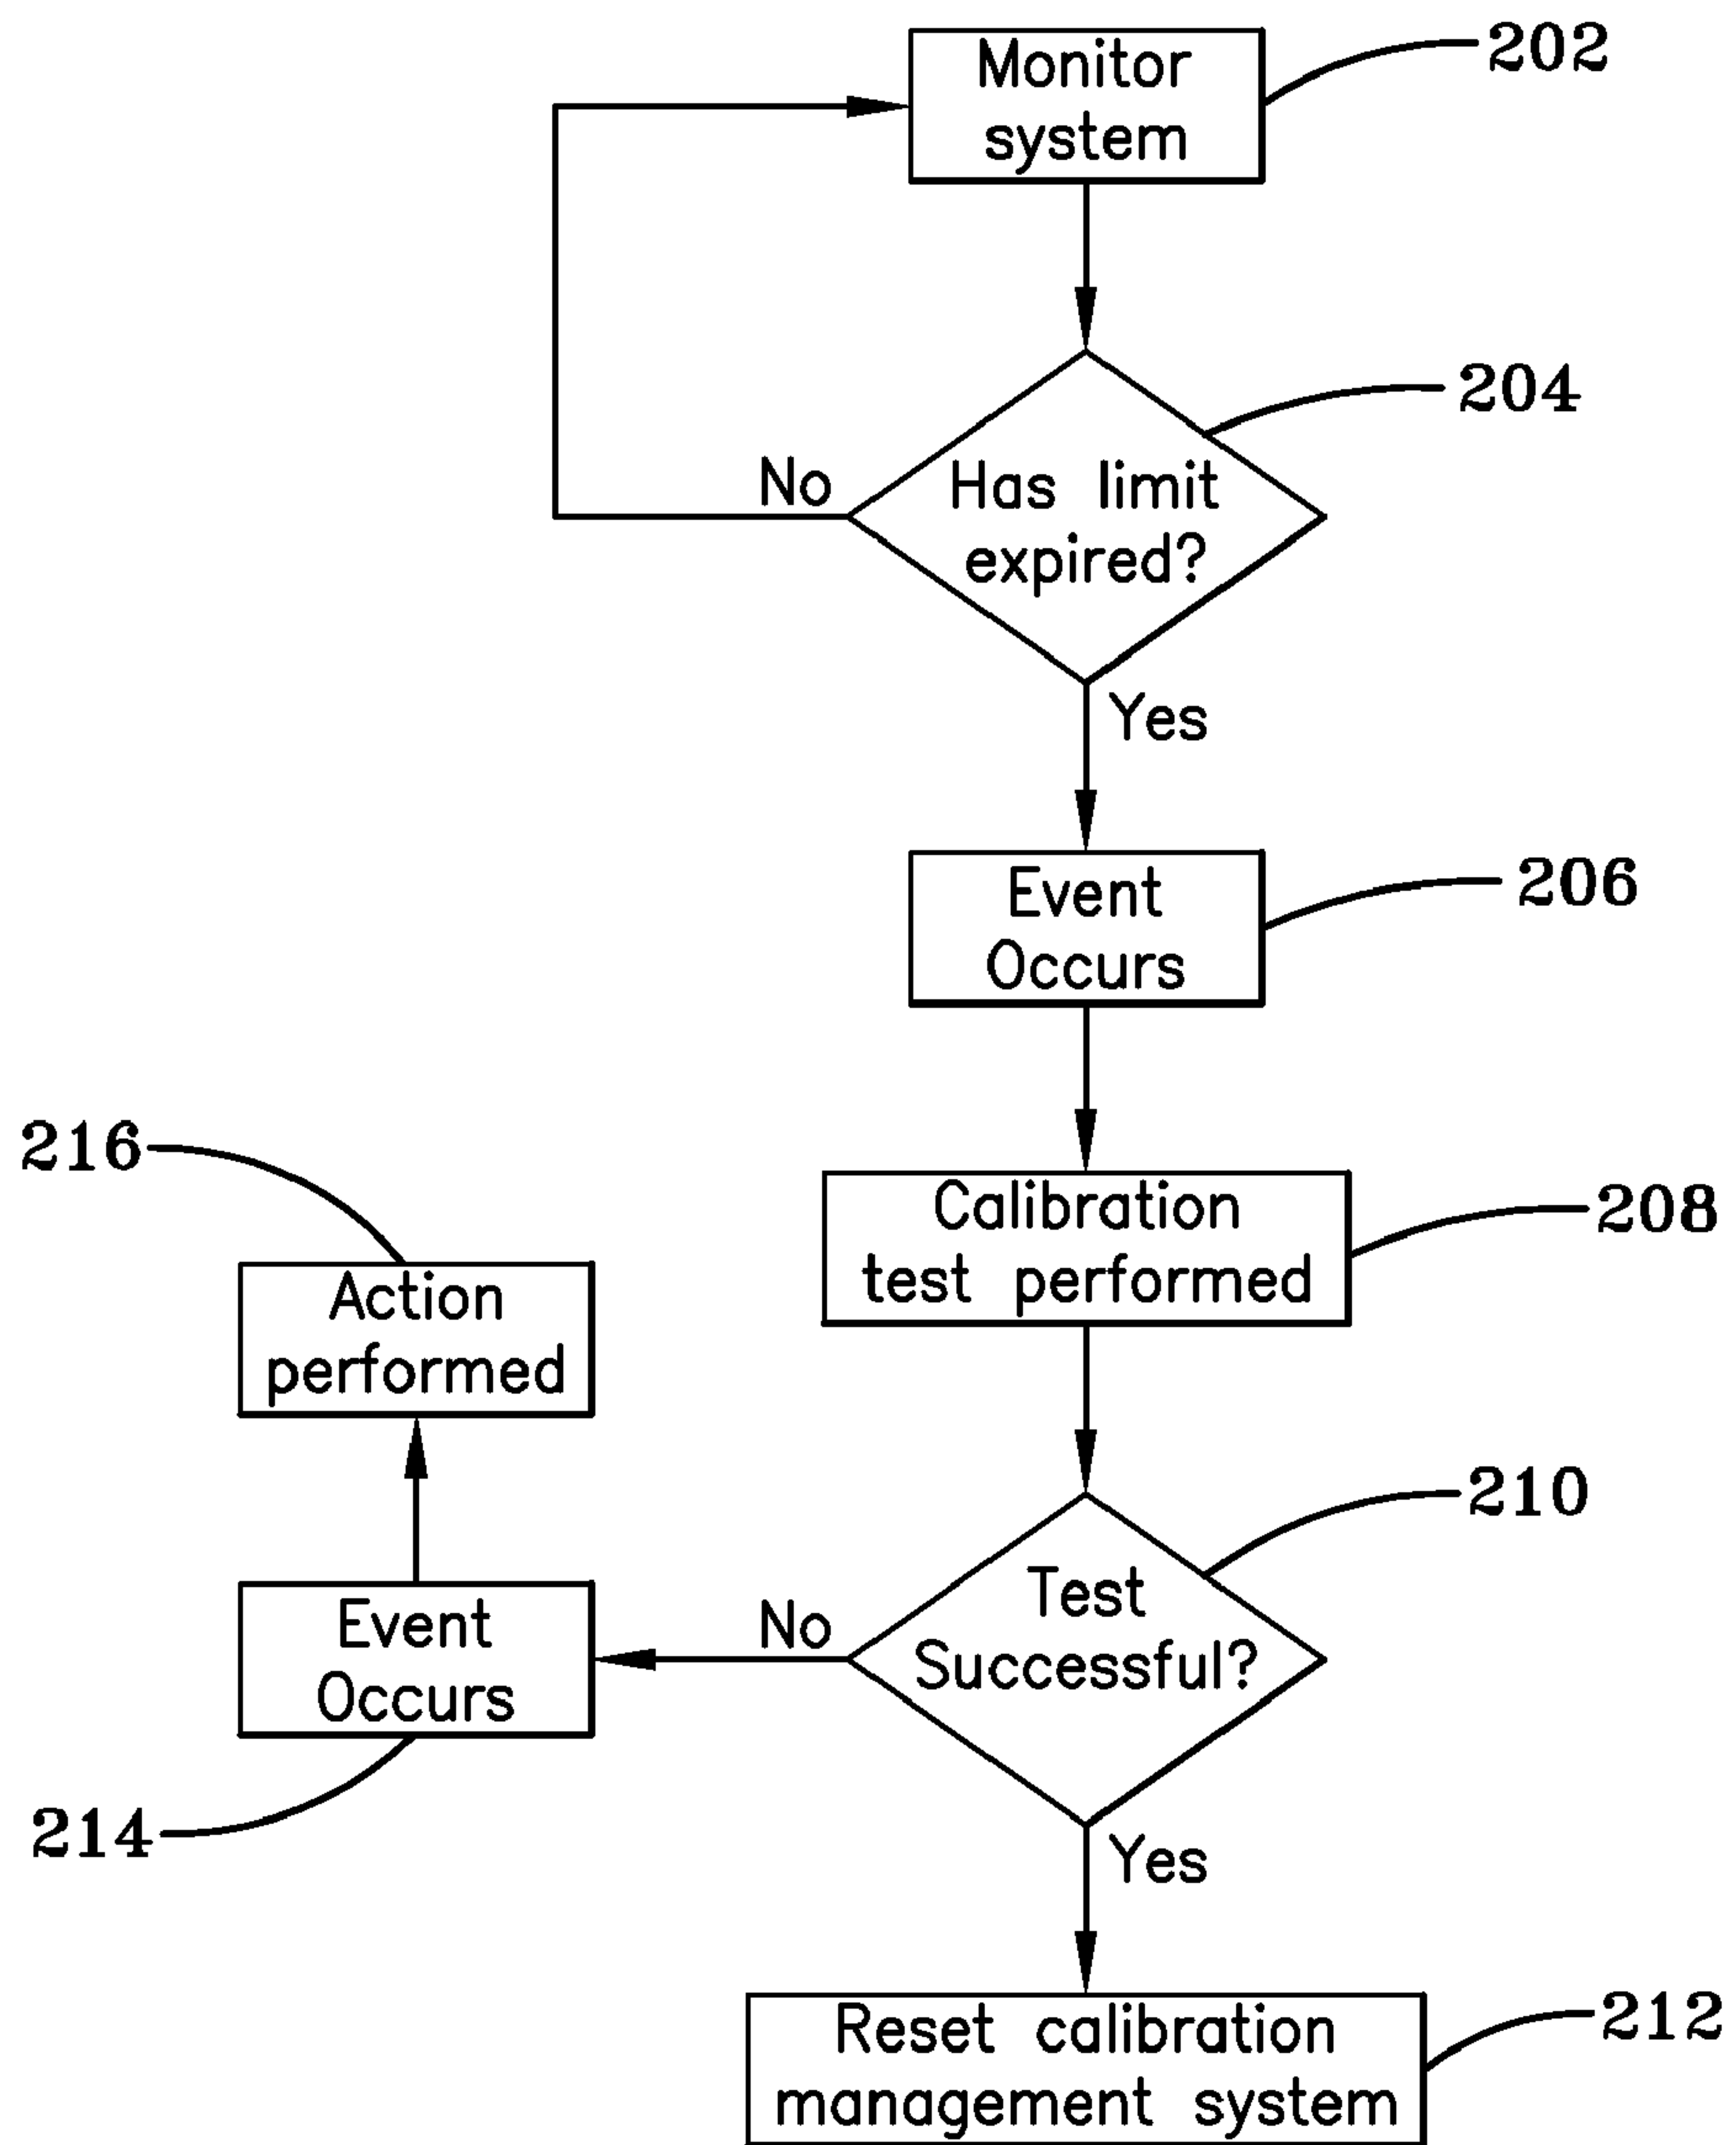 Monitor
system
202
204
Has limit
expired?
No
Yes
Event
Occurs
206
Calibration
test performed
208
216
Action
performed
210
Test
Successful?
No
Event
Occurs
214
Yes
Reset calibration
management system
212